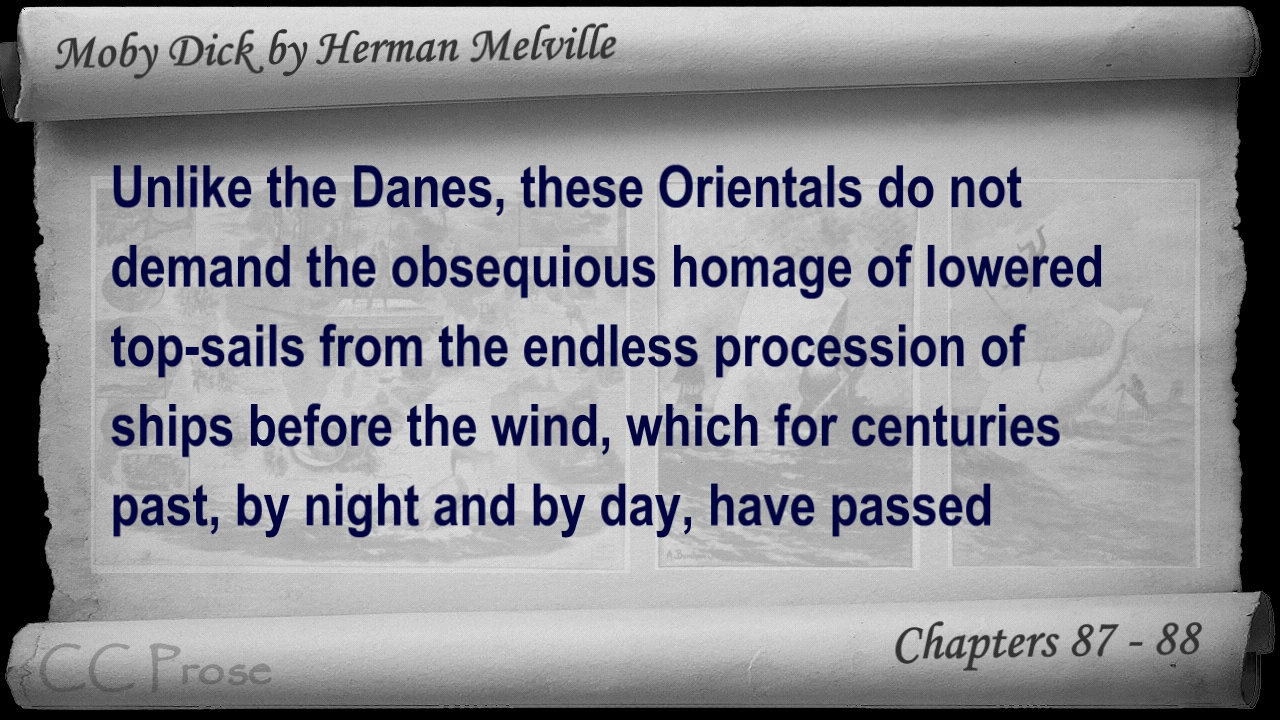 Moby Dick by Herman Melville
Unlike the Danes, these Orientals do not
demand the obsequious homage of lowered
top-sails from the endless procession of
ships before the wind, which for centuries
past, by night and by day, have passed
Chapters 87 - 88
CC Prose